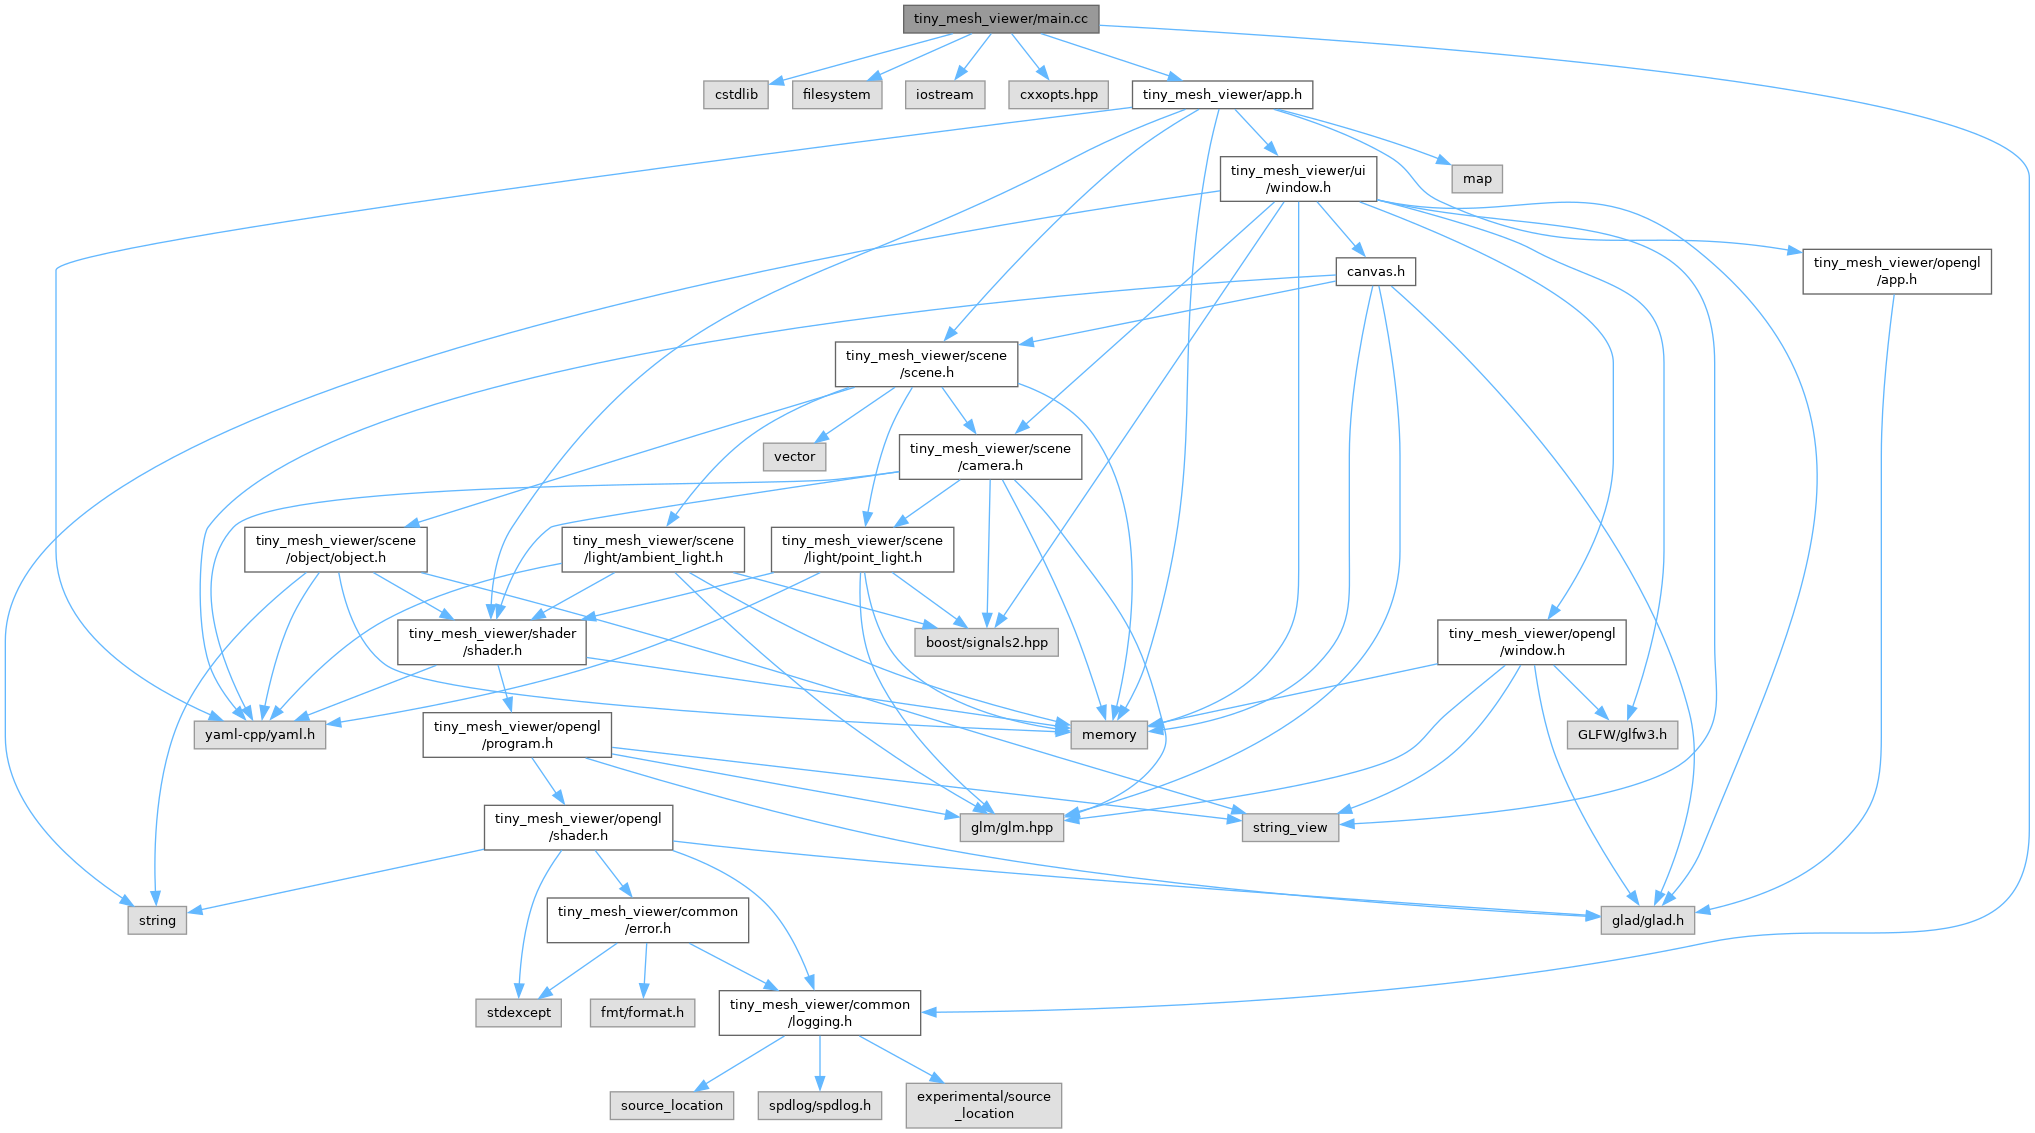 tiny_mesh_viewer/main.cc
cstdlib
filesystem
iostream
cxxopts.hpp
tiny_mesh_viewer/app.h
tiny_mesh_viewer/ui
/window.h
map
canvas.h
tiny_mesh_viewer/opengl
/app.h
tiny_mesh_viewer/scene
/scene.h
vector
tiny_mesh_viewer/scene
/camera.h
tiny_mesh_viewer/scene
/object/object.h
tiny_mesh_viewer/scene
/light/ambient_light.h
tiny_mesh_viewer/scene
/light/point_light.h
tiny_mesh_viewer/shader
/shader.h
boost/signals2.hpp
tiny_mesh_viewer/opengl
/window.h
yaml-cpp/yaml.h
tiny_mesh_viewer/opengl
/program.h
memory
GLFW/glfw3.h
tiny_mesh_viewer/opengl
/shader.h
glm/glm.hpp
string_view
string
tiny_mesh_viewer/common
/error.h
glad/glad.h
stdexcept
fmt/format.h
tiny_mesh_viewer/common
/logging.h
source_location
spdlog/spdlog.h
experimental/source
_location